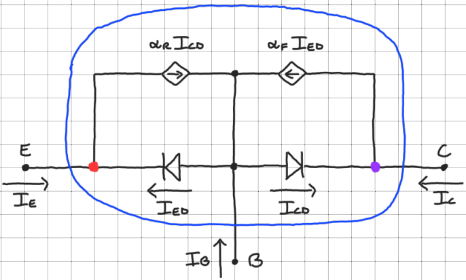 αR ICD αF IED
E C
IE IED ICD IC
IB B